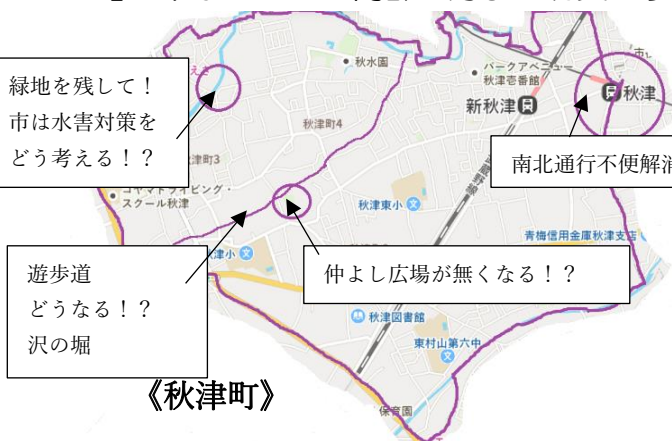 緑地を残して！
市は水害対策を
どう考える！？
秋水園
パークアベニュー
秋津壱番館
新秋津
秋津
秋津町4
津町3
コヤマドライビング・
スクール秋津
南北通行不便解消
秋津東小
青梅信用金庫秋津支店
津小
遊歩道
どうなる！？
沢の堀
仲よし広場が無くなる！？
秋津図書館
東村山第六中
《秋津町》
保育園